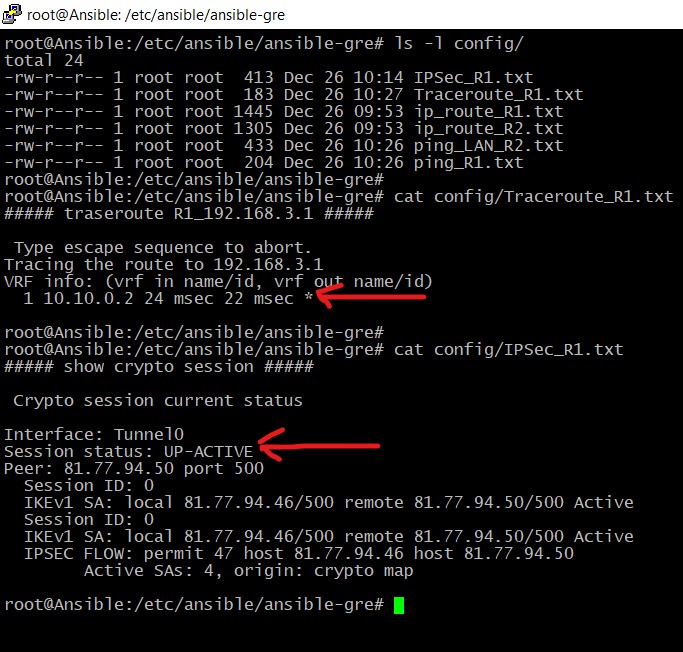 root@Ansible: /etc/ansible/ansible-gre
root@Ansible:/etc/ansible/ansible-gre# ls -l config/
total 24
-rw-r--r-- 1 root root  413 Dec 26 10:14 IPSec_R1.txt
-rw-r--r-- 1 root root  183 Dec 26 10:27 Traceroute_R1.txt
-rw-r--r-- 1 root root 1445 Dec 26 09:53 ip_route_R1.txt
-rw-r--r-- 1 root root 1305 Dec 26 09:53 ip_route_R2.txt
-rw-r--r-- 1 root root  433 Dec 26 10:26 ping_LAN_R2.txt
-rw-r--r-- 1 root root  204 Dec 26 10:26 ping_R1.txt
root@Ansible:/etc/ansible/ansible-gre#
root@Ansible:/etc/ansible/ansible-gre# cat config/Traceroute_R1.txt
##### traseroute R1_192.168.3.1 #####
Type escape sequence to abort.
Tracing the route to 192.168.3.1
VRF info: (vrf in name/id, vrf out name/id)
1 10.10.0.2 24 msec 22 msec *
root@Ansible:/etc/ansible/ansible-gre#
root@Ansible:/etc/ansible/ansible-gre# cat config/IPSec_R1.txt
##### show crypto session #####
Crypto session current status
Interface: Tunnel0
Session status: UP-ACTIVE
Peer: 81.77.94.50 port 500
Session ID: 0
IKEv1 SA: local 81.77.94.46/500 remote 81.77.94.50/500 Active
Session ID: 0
IKEv1 SA: local 81.77.94.46/500 remote 81.77.94.50/500 Active
IPSEC FLOW: permit 47 host 81.77.94.46 host 81.77.94.50
Active SAs: 4, origin: crypto map
root@Ansible:/etc/ansible/ansible-gre#